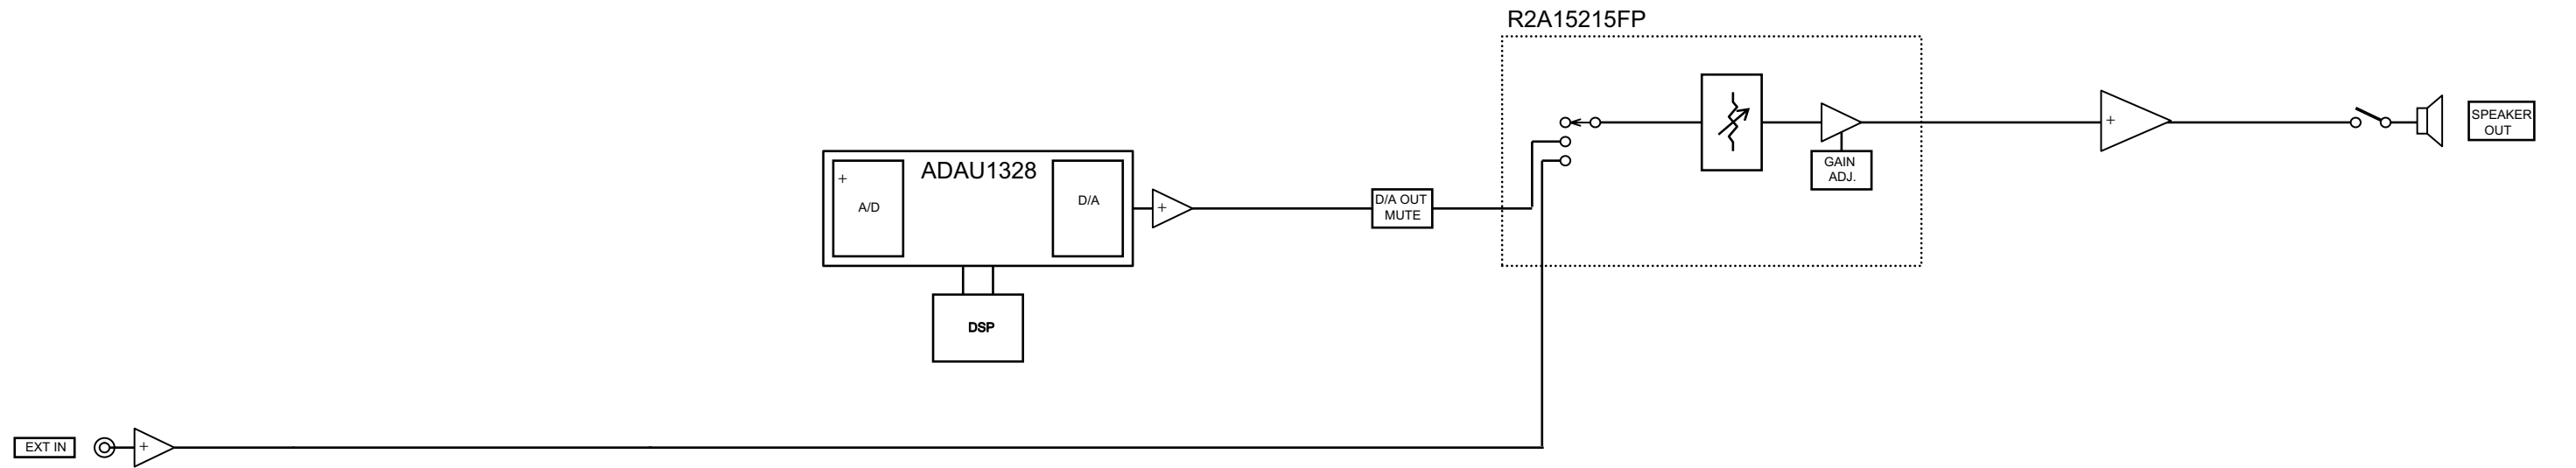 R2A15215FP
SPEAKER
OUT
GAIN
ADJ.
ADAU1328
+
A/D
D/A
+
D/A OUT
MUTE
+
DSP
EXT IN
+